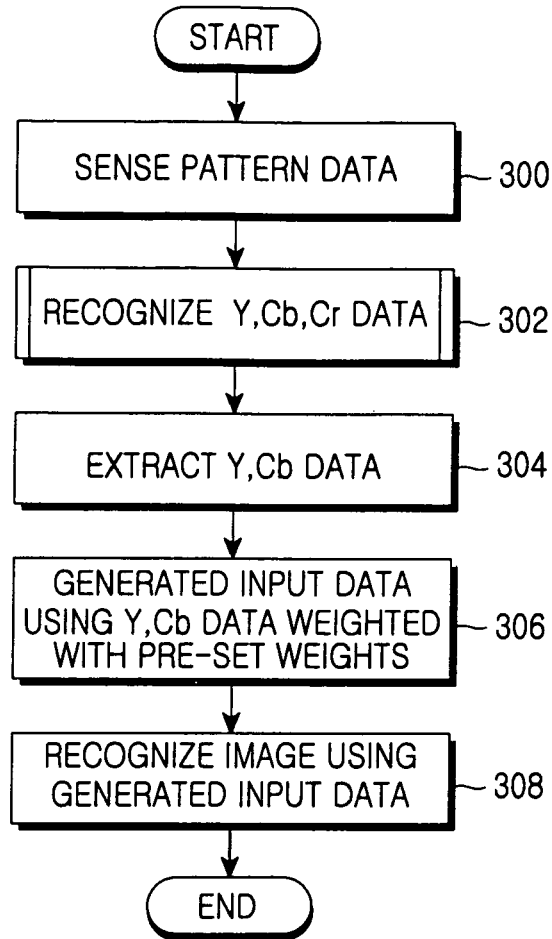 START
SENSE PATTERN DATA
300
RECOGNIZE Y,Cb,Cr DATA
302
EXTRACT Y,Cb DATA
304
GENERATED INPUT DATA
USING Y,Cb DATA WEIGHTED
WITH PRE-SET WEIGHTS
306
RECOGNIZE IMAGE USING
GENERATED INPUT DATA
308
END